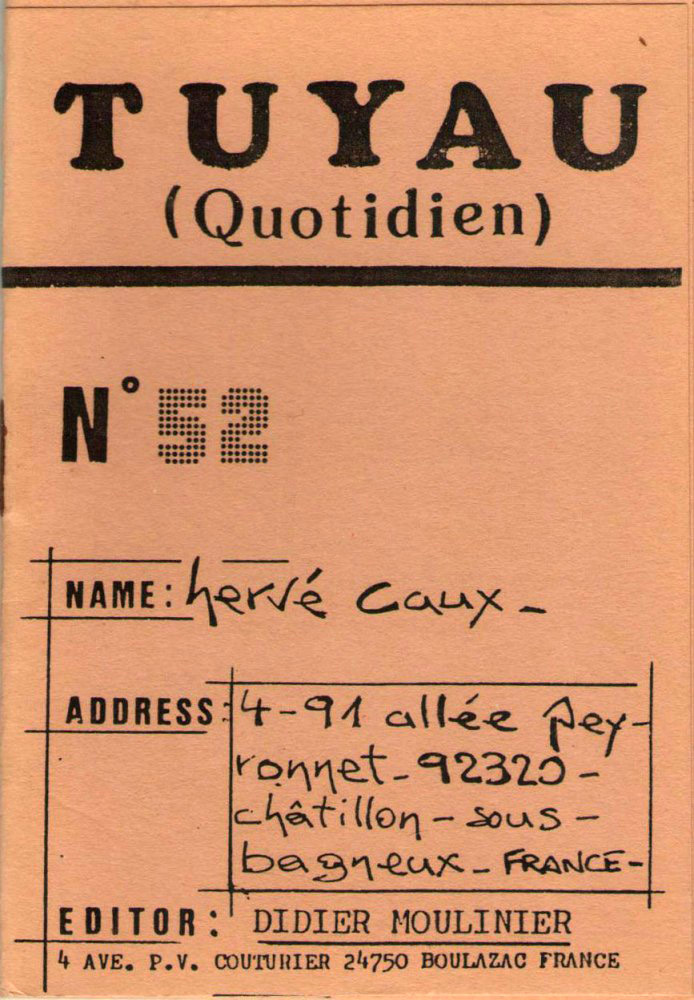 TUYAU
(Quotidien)
N° 52
NAME: hervé caux -
ADDRESS: 4-91 allée Pey-
ronnet - 92320 -
châtillon - sous -
bagneux - FRANCE -
EDITOR: DIDIER MOULINIER
4 AVE. P.V. COUTURIER 24750 BOULAZAC FRANCE